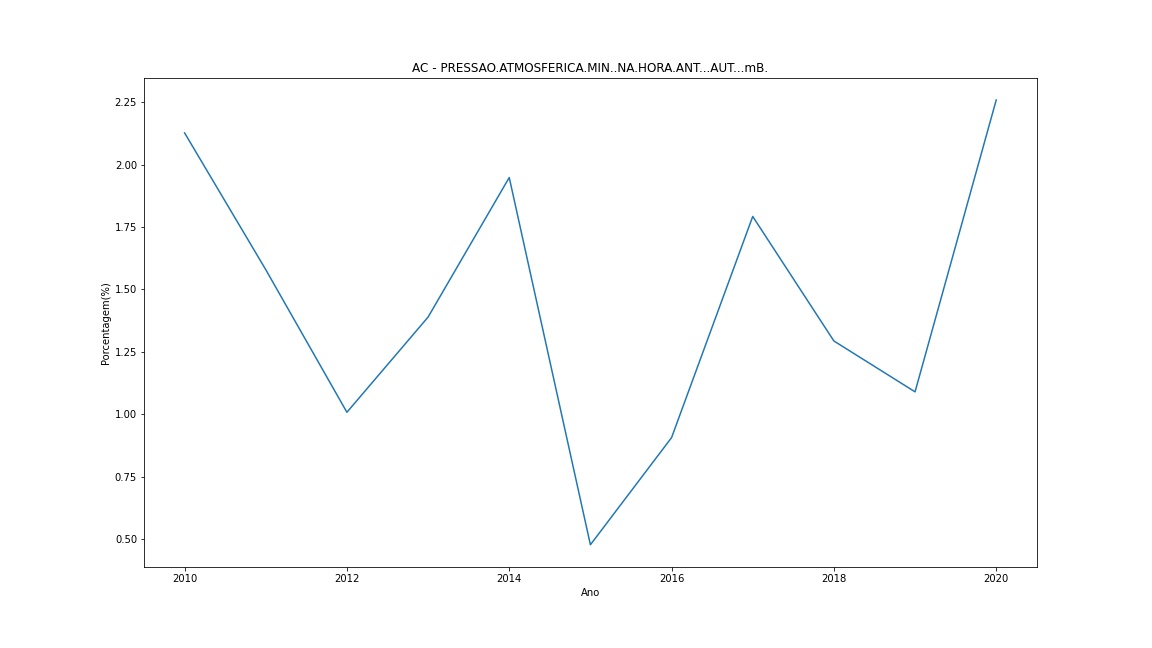 AC - PRESSAO.ATMOSFERICA.MIN..NA.HORA.ANT...AUT...mB.
Porcentagem(%)
2.25
2.00
1.75
1.50
1.25
1.00
0.75
0.50
2010 2012 2014 2016 2018 2020
Ano